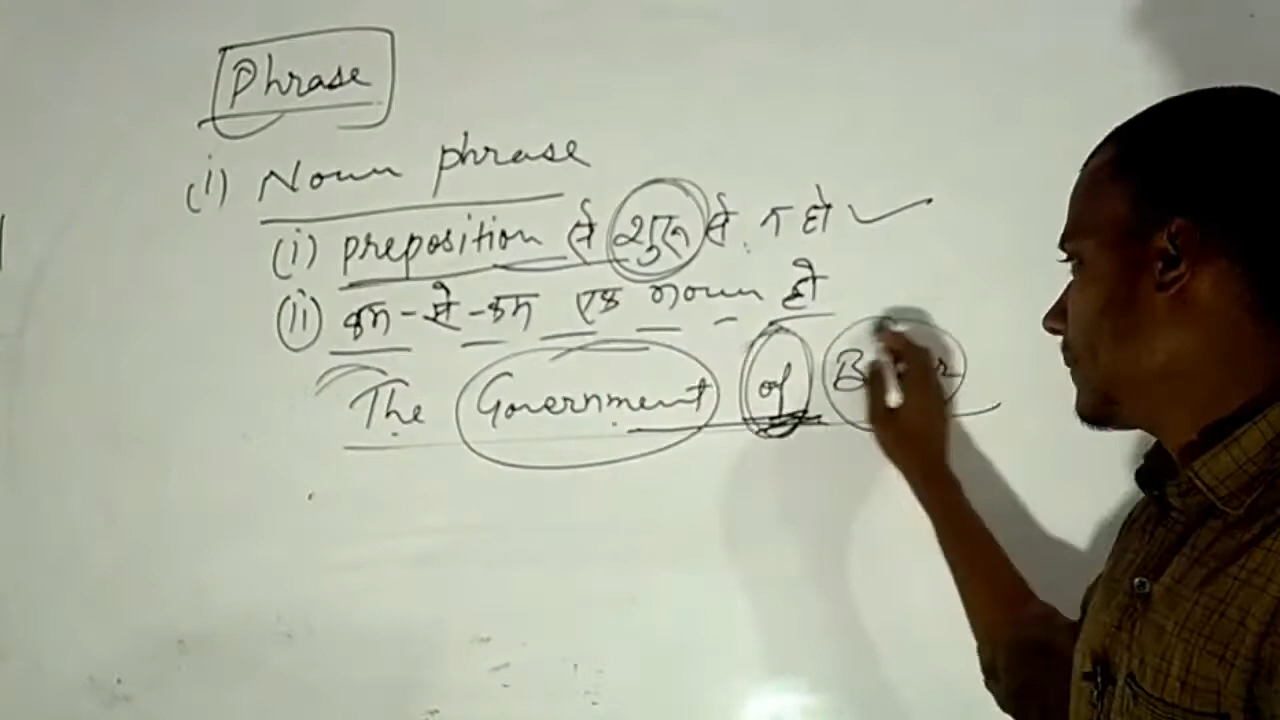 Phrase
(i) Noun phrase
(i) preposition से शुरू से न हो
(ii) कम-से-कम एक noun हो
The Government of